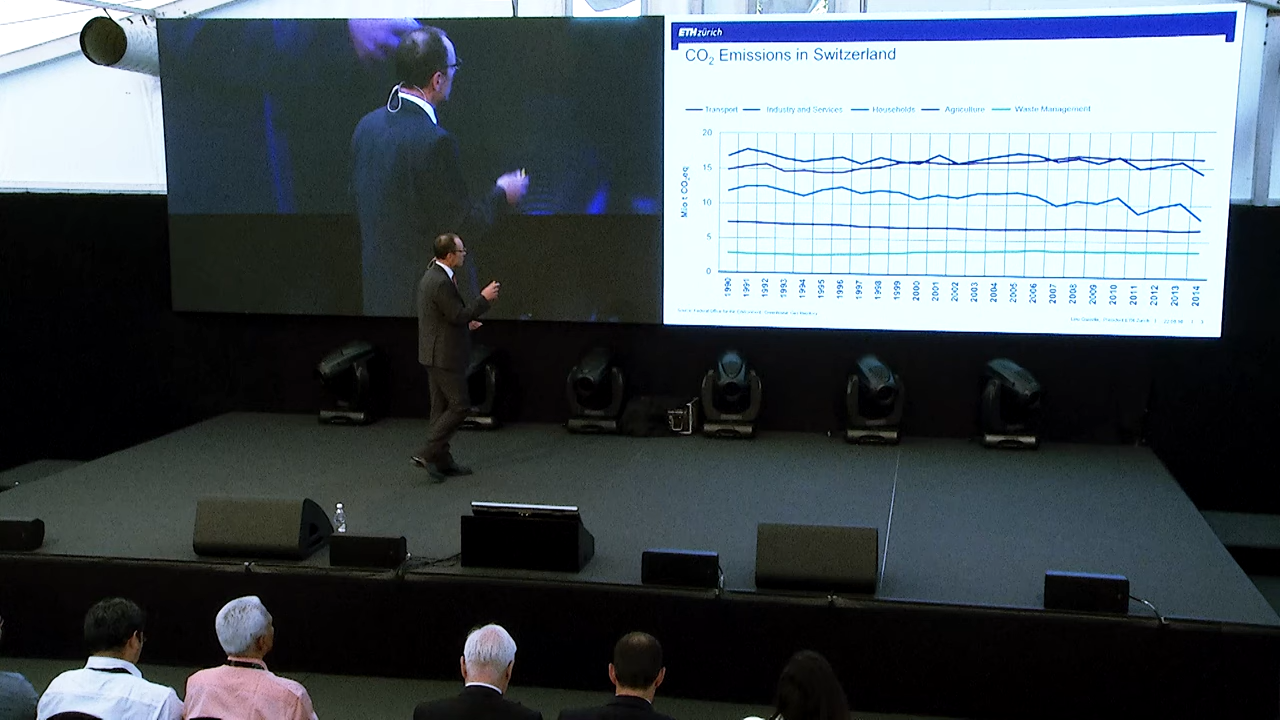 ETHzürich
CO₂ Emissions in Switzerland
Transport Industry and Services Households Agriculture Waste Management
Mio t CO₂eq
20
15
10
5
0
1990 1991 1992 1993 1994 1995 1996 1997 1998 1999 2000 2001 2002 2003 2004 2005 2006 2007 2008 2009 2010 2011 2012 2013 2014